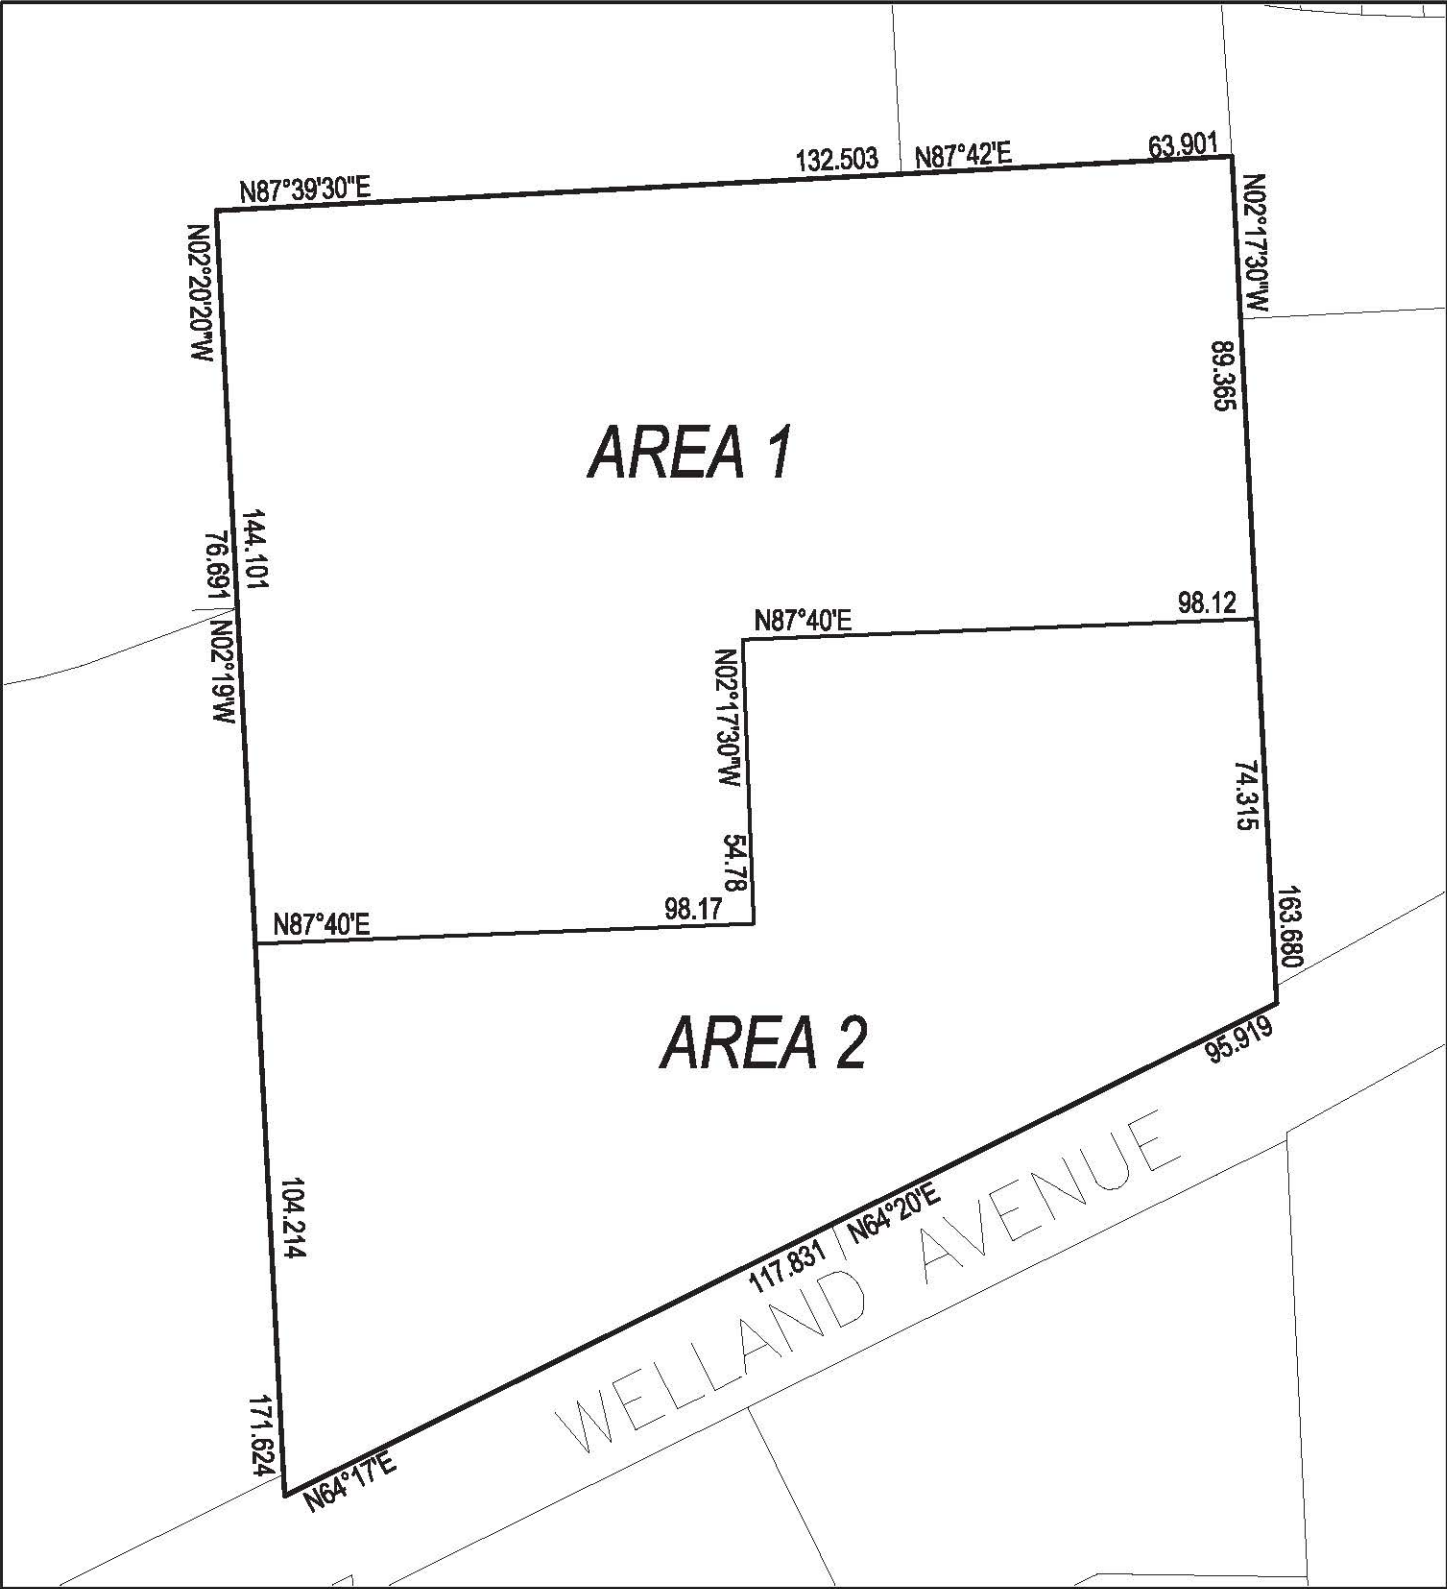 132.503
N87°42'E
63.901
N87°39'30"E
N02°20'20"W
N02°17'30"W
89.365
AREA 1
144.101
76.691
N87°40'E
98.12
N02°19'W
N02°17'30"W
74.315
54.78
98.17
N87°40'E
163.680
AREA 2
95.919
104.214
N64°20'E
117.831
WELLAND AVENUE
171.624
N64°17'E